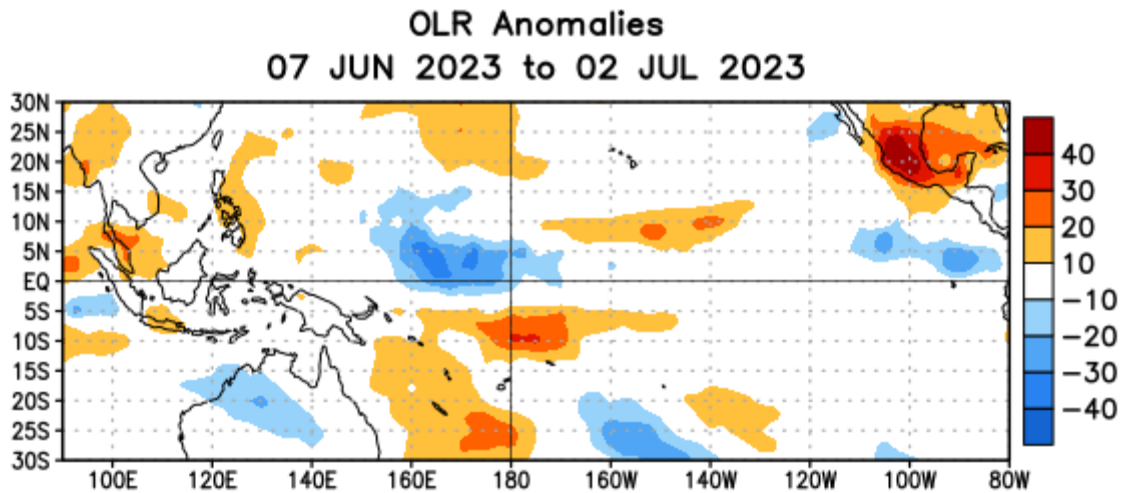 OLR Anomalies
07 JUN 2023 to 02 JUL 2023
30N
25N
20N
15N
10N
5N
EQ
5S
10S
15S
20S
25S
30S
100E 120E 140E 160E 180 160W 140W 120W 100W 80W
40
30
20
10
-10
-20
-30
-40